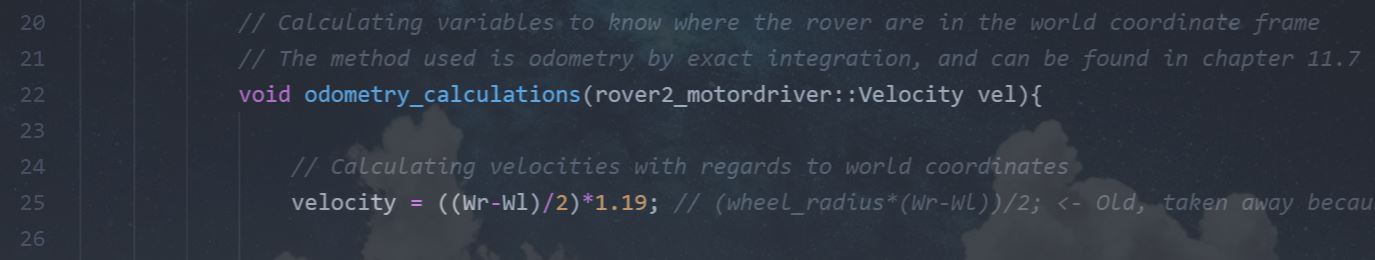 20 // Calculating variables to know where the rover are in the world coordinate frame
21 // The method used is odometry by exact integration, and can be found in chapter 11.7
22 void odometry_calculations(rover2_motordriver::Velocity vel){
23
24 // Calculating velocities with regards to world coordinates
25 velocity = ((Wr-Wl)/2)*1.19; // (wheel_radius*(Wr-Wl))/2; <- Old, taken away becau
26